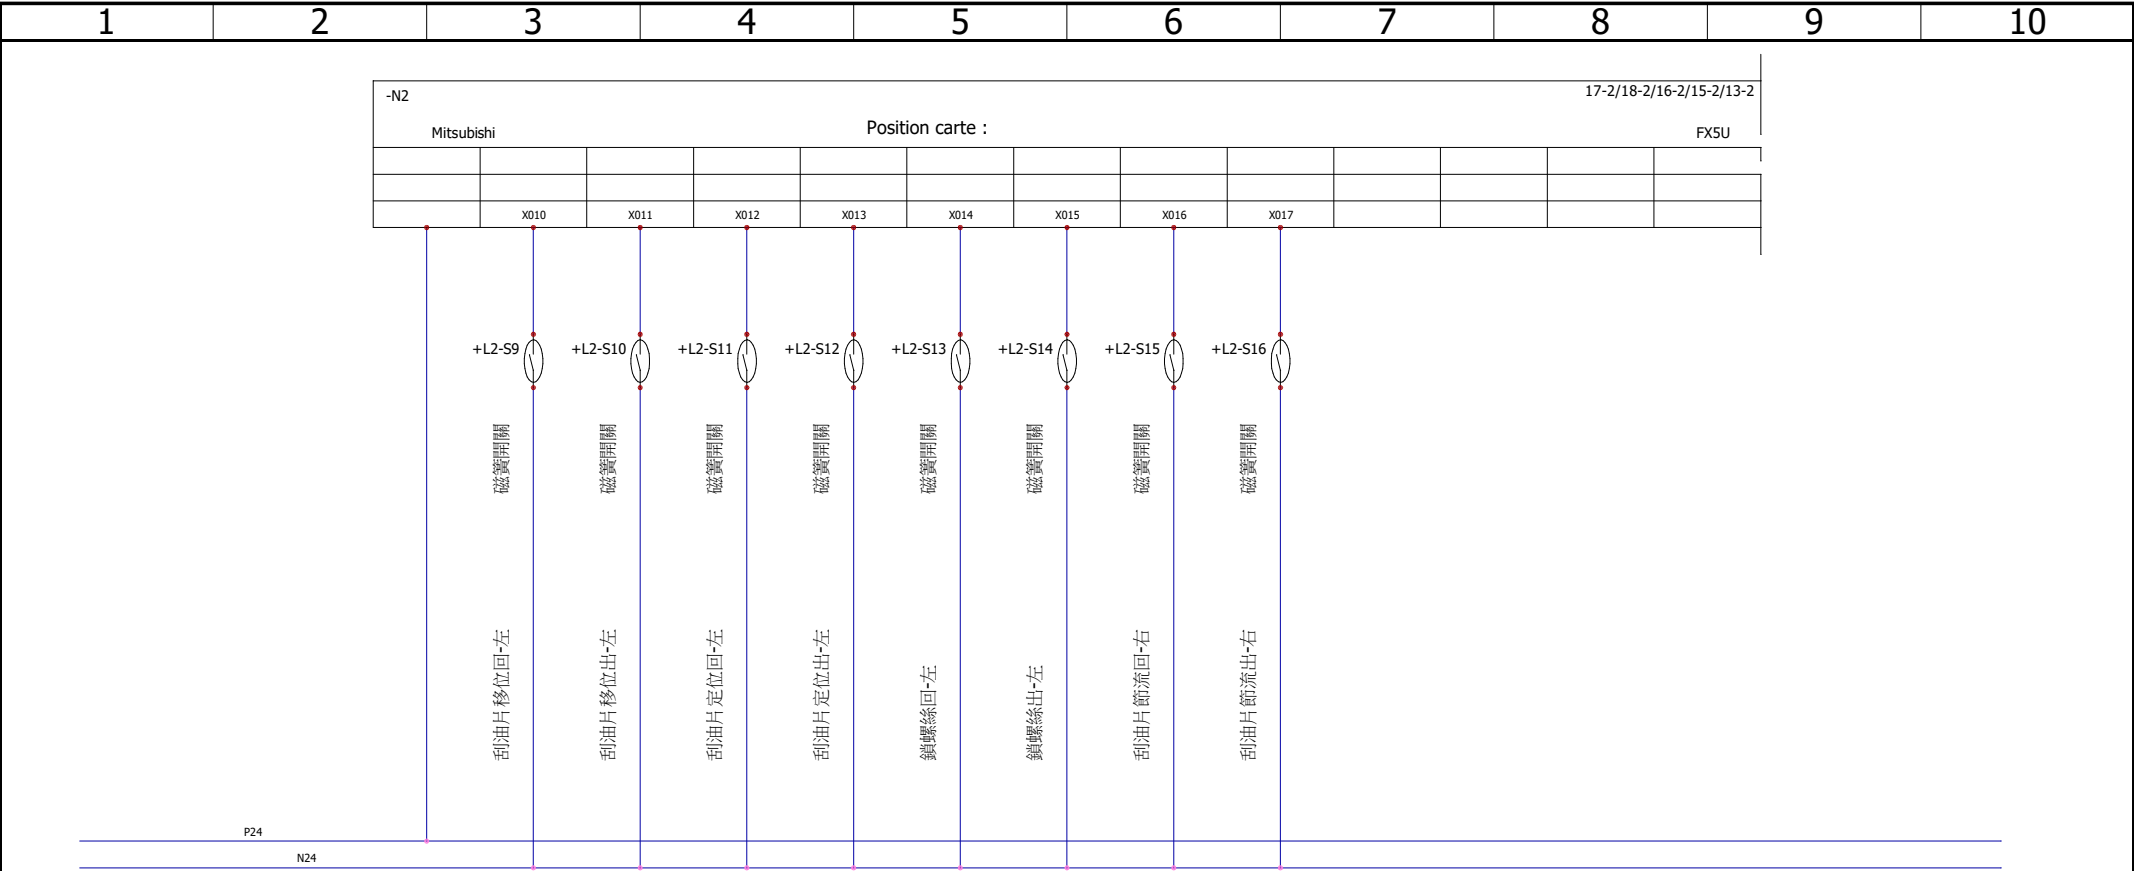 1 2 3 4 5 6 7 8 9 10
-N2 17-2/18-2/16-2/15-2/13-2
Mitsubishi Position carte : FX5U
X010 X011 X012 X013 X014 X015 X016 X017
+L2-S9 +L2-S10 +L2-S11 +L2-S12 +L2-S13 +L2-S14 +L2-S15 +L2-S16
磁簧開關
磁簧開關
磁簧開關
磁簧開關
磁簧開關
磁簧開關
磁簧開關
磁簧開關
刮油片移位回-左
刮油片移位出-左
刮油片定位回-左
刮油片定位出-左
鎖螺絲回-左
鎖螺絲出-左
刮油片節流回-右
刮油片節流出-右
P24
N24